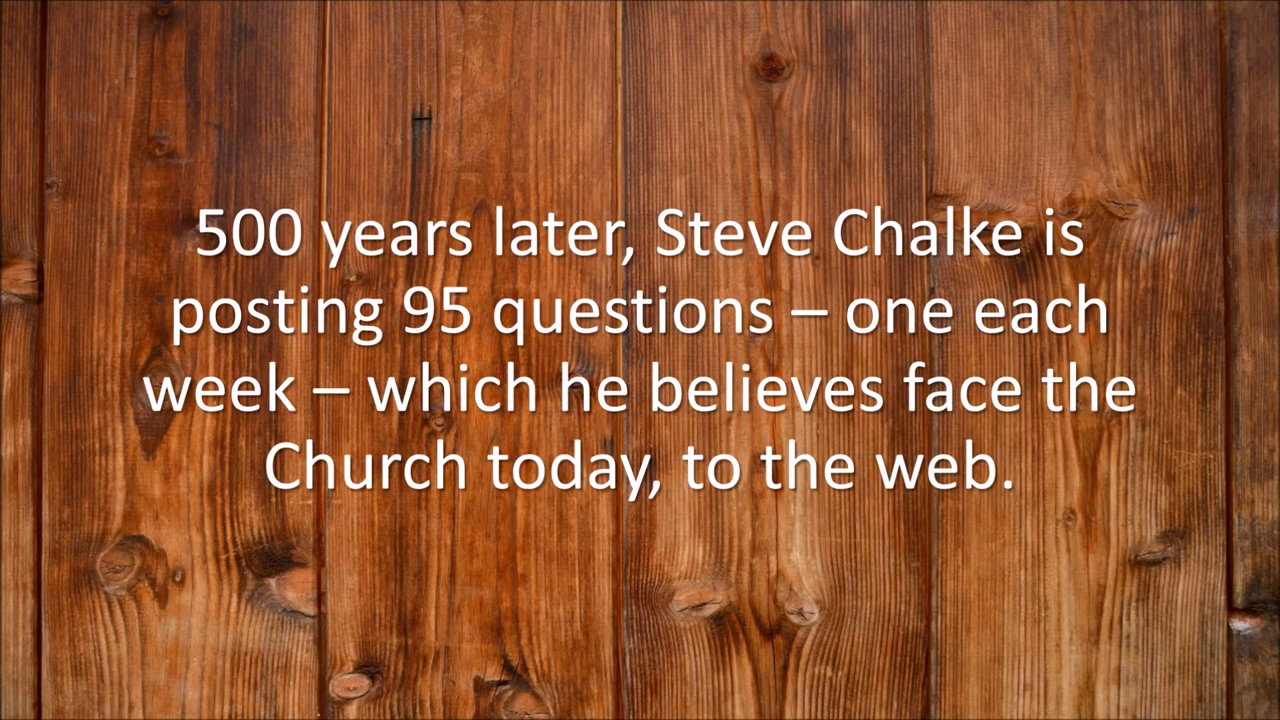 500 years later, Steve Chalke is
posting 95 questions – one each
week – which he believes face the
Church today, to the web.